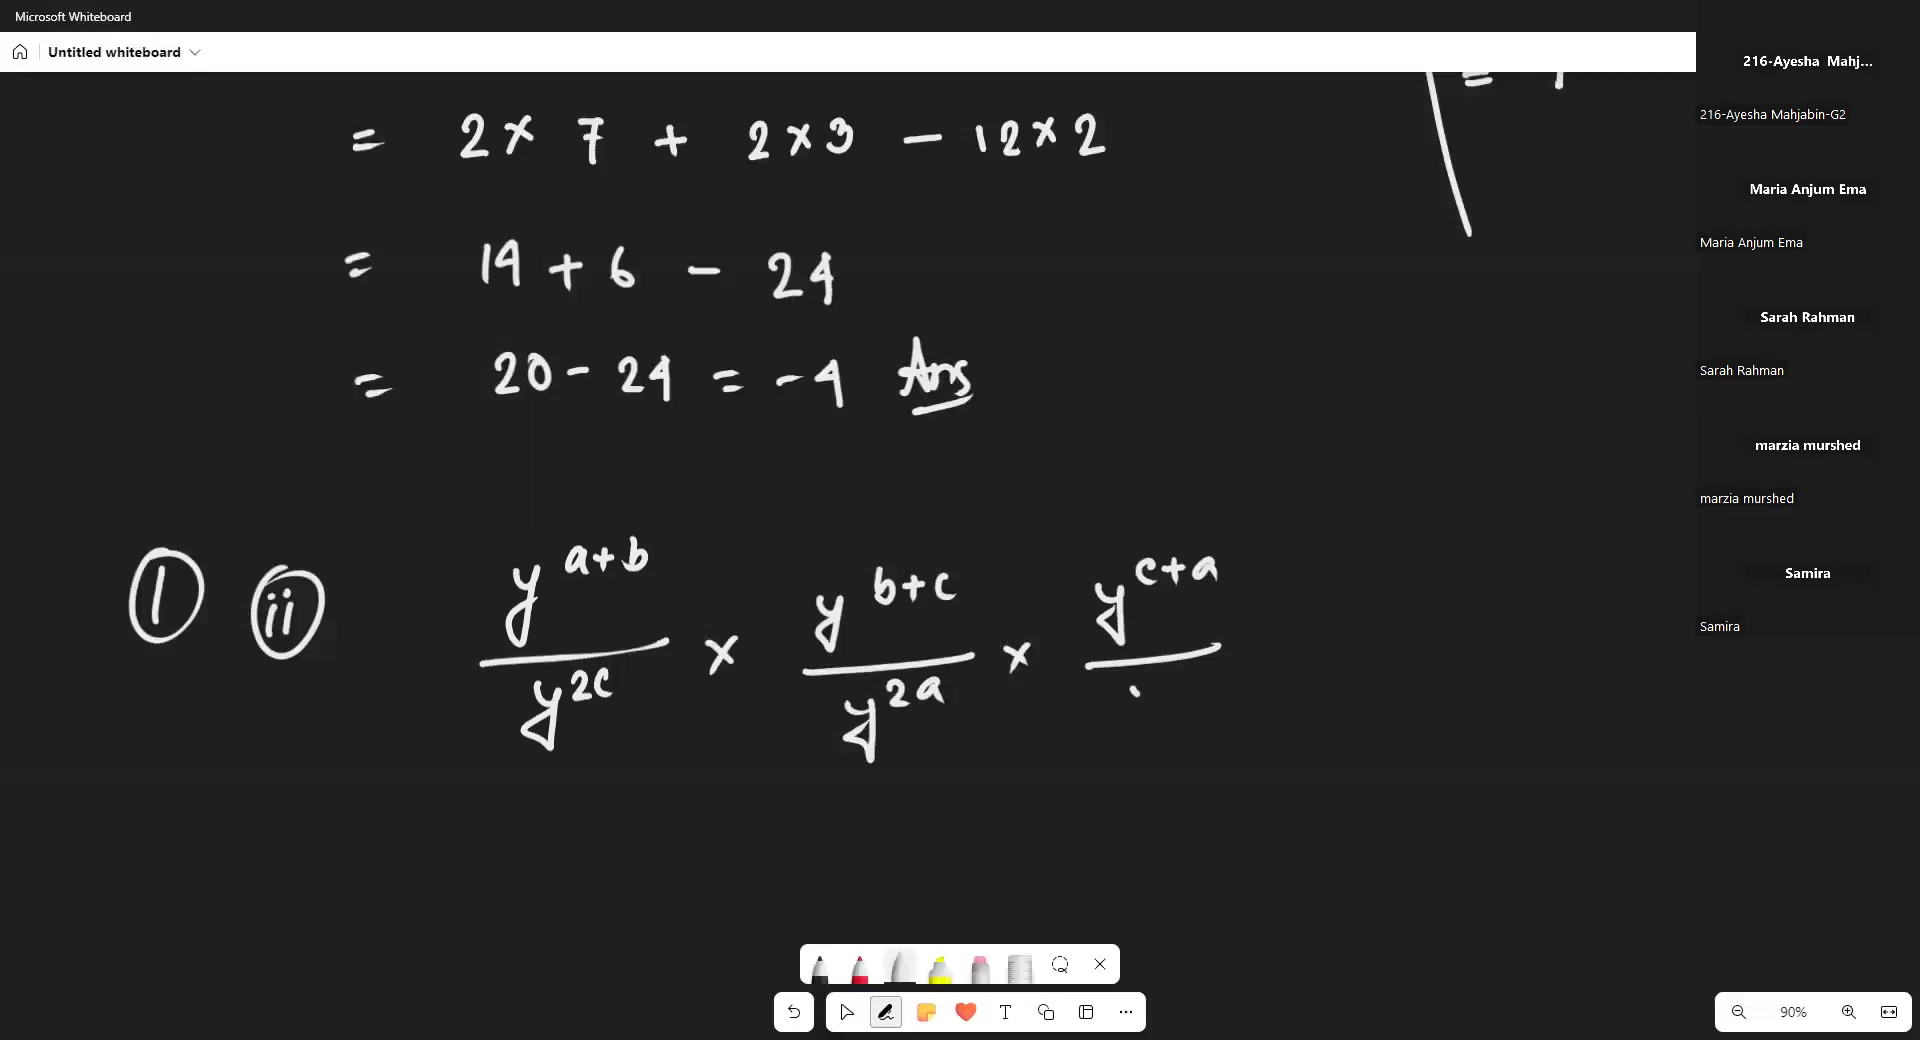 Microsoft Whiteboard
Untitled whiteboard
= 2 × 7 + 2 × 3 − 12 × 2
= 14 + 6 − 24
= 20 − 24 = −4 Ans
① ⓘⓘ y^{a+b}/y^{2c} × y^{b+c}/y^{2a} × y^{c+a}/
216-Ayesha Mahj...
216-Ayesha Mahjabin-G2
Maria Anjum Ema
Maria Anjum Ema
Sarah Rahman
Sarah Rahman
marzia murshed
marzia murshed
Samira
Samira
T
90%